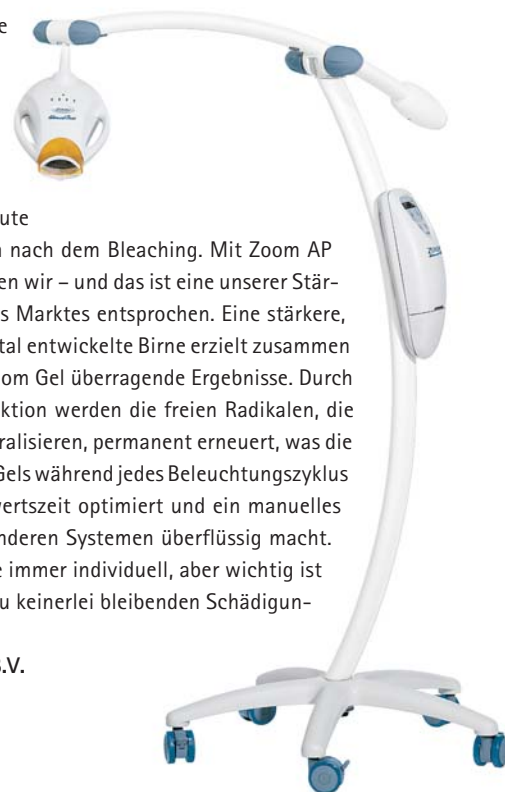 e
ute
n nach dem Bleaching. Mit Zoom AP
en wir – und das ist eine unserer Stär-
s Marktes entsprochen. Eine stärkere,
tal entwickelte Birne erzielt zusammen
om Gel überragende Ergebnisse. Durch
ktion werden die freien Radikalen, die
ralisieren, permanent erneuert, was die
Gels während jedes Beleuchtungszyklus
wertszeit optimiert und ein manuelles
nderen Systemen überflüssig macht.
e immer individuell, aber wichtig ist
u keinerlei bleibenden Schädigun-
B.V.